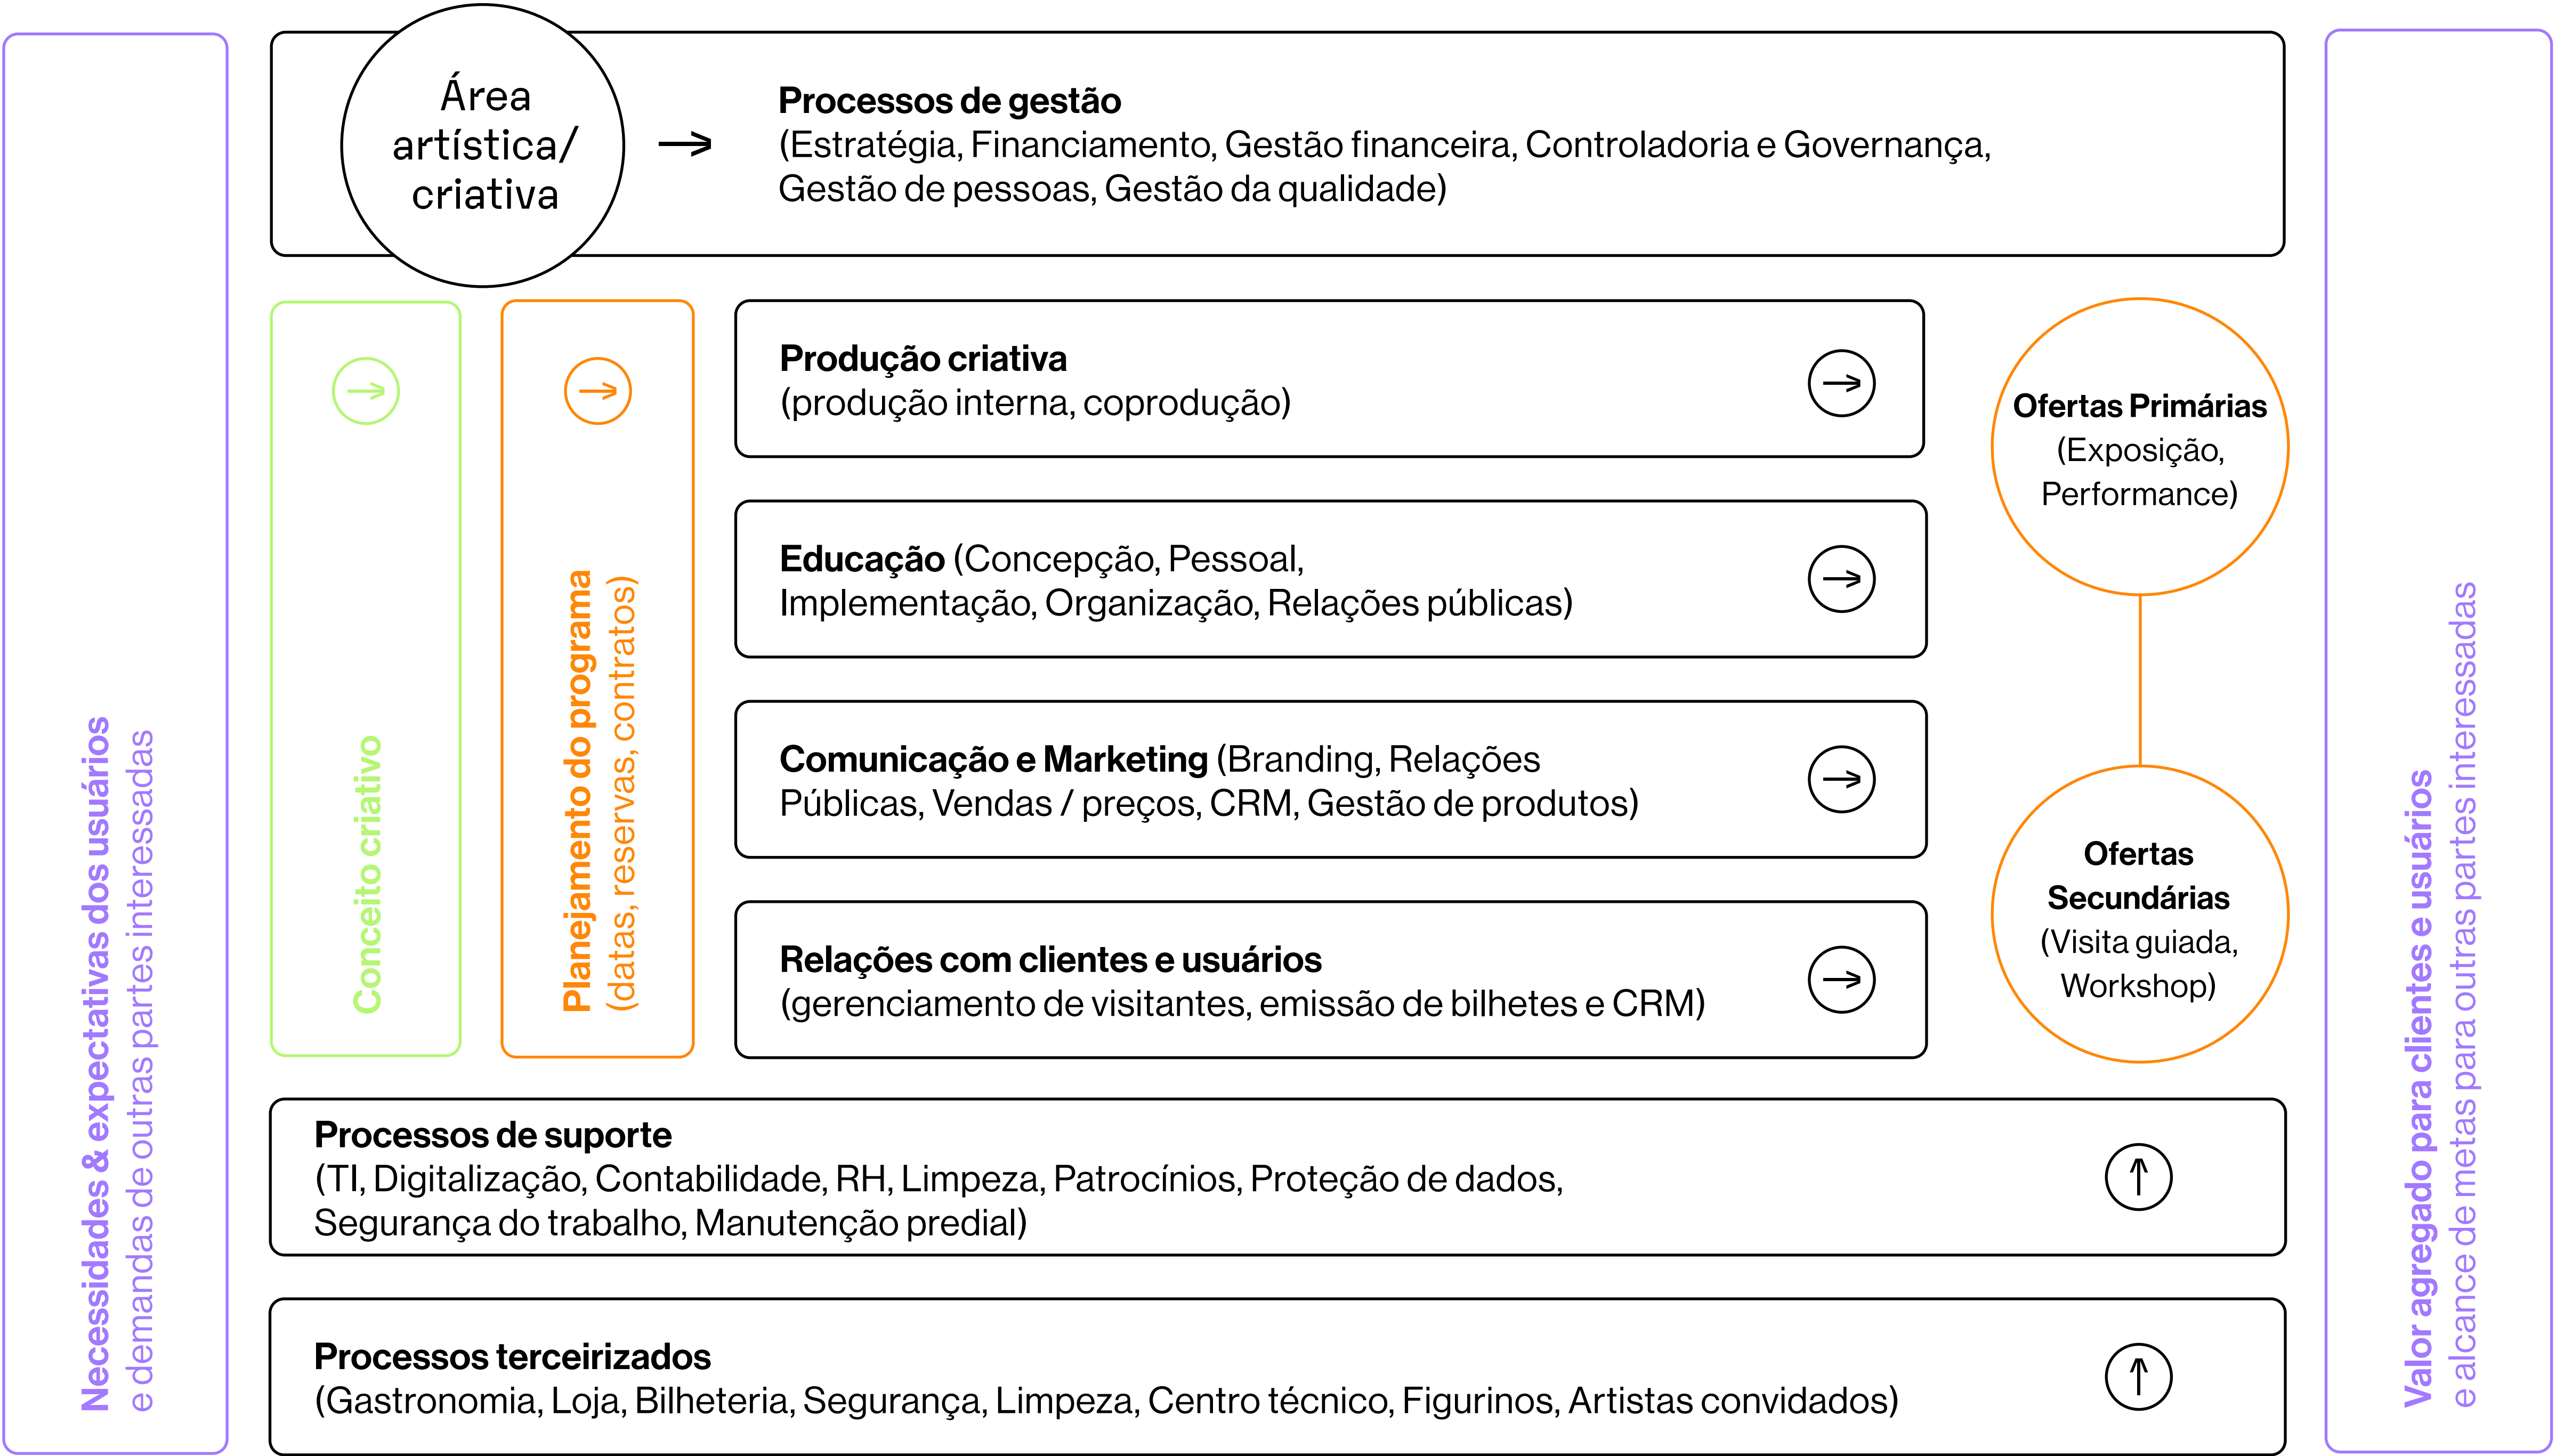 Necessidades & expectativas dos usuários
e demandas de outras partes interessadas
Área
artística/
criativa
Processos de gestão
(Estratégia, Financiamento, Gestão financeira, Controladoria e Governança,
Gestão de pessoas, Gestão da qualidade)
Conceito criativo
Planejamento do programa
(datas, reservas, contratos)
Produção criativa
(produção interna, coprodução)
Educação (Concepção, Pessoal,
Implementação, Organização, Relações públicas)
Comunicação e Marketing (Branding, Relações
Públicas, Vendas / preços, CRM, Gestão de produtos)
Relações com clientes e usuários
(gerenciamento de visitantes, emissão de bilhetes e CRM)
Ofertas Primárias
(Exposição,
Performance)
Ofertas
Secundárias
(Visita guiada,
Workshop)
Processos de suporte
(TI, Digitalização, Contabilidade, RH, Limpeza, Patrocínios, Proteção de dados,
Segurança do trabalho, Manutenção predial)
Processos terceirizados
(Gastronomia, Loja, Bilheteria, Segurança, Limpeza, Centro técnico, Figurinos, Artistas convidados)
Valor agregado para clientes e usuários
e alcance de metas para outras partes interessadas